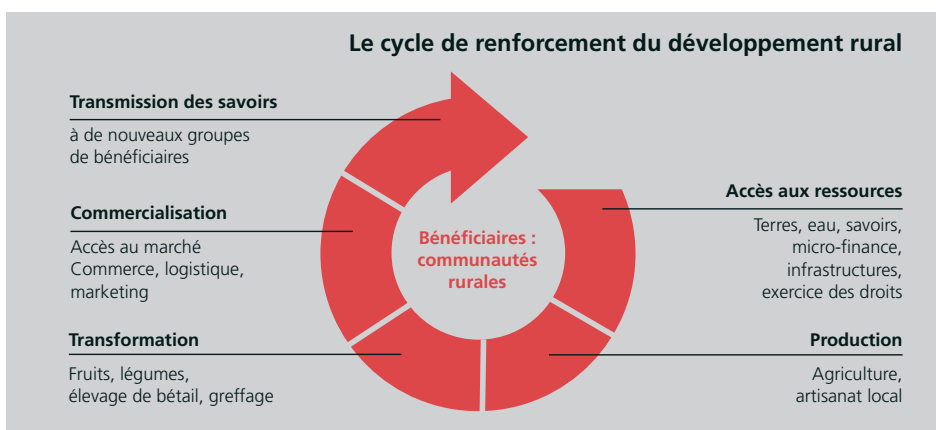 Le cycle de renforcement du développement rural
Transmission des savoirs
à de nouveaux groupes
de bénéficiaires
Commercialisation
Accès au marché
Commerce, logistique,
marketing
Transformation
Fruits, légumes,
élevage de bétail, greffage
Bénéficiaires :
communautés
rurales
Accès aux ressources
Terres, eau, savoirs,
micro-finance,
infrastructures,
exercice des droits
Production
Agriculture,
artisanat local